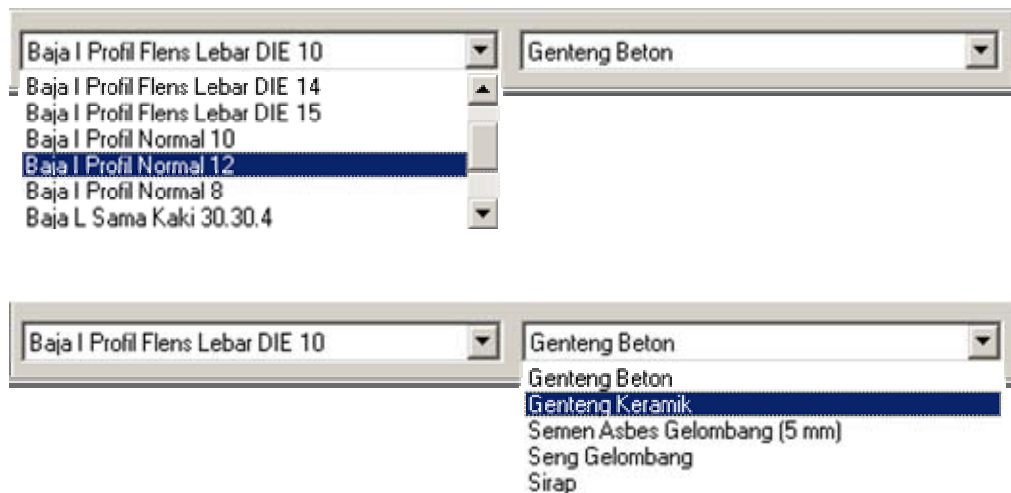 Baja I Profil Flens Lebar DIE 10
Genteng Beton
Baja I Profil Flens Lebar DIE 14
Baja I Profil Flens Lebar DIE 15
Baja I Profil Normal 10
Baja I Profil Normal 12
Baja I Profil Normal 8
Baja L Sama Kaki 30.30.4
Baja I Profil Flens Lebar DIE 10
Genteng Beton
Genteng Beton
Genteng Keramik
Semen Asbes Gelombang (5 mm)
Seng Gelombang
Sirap